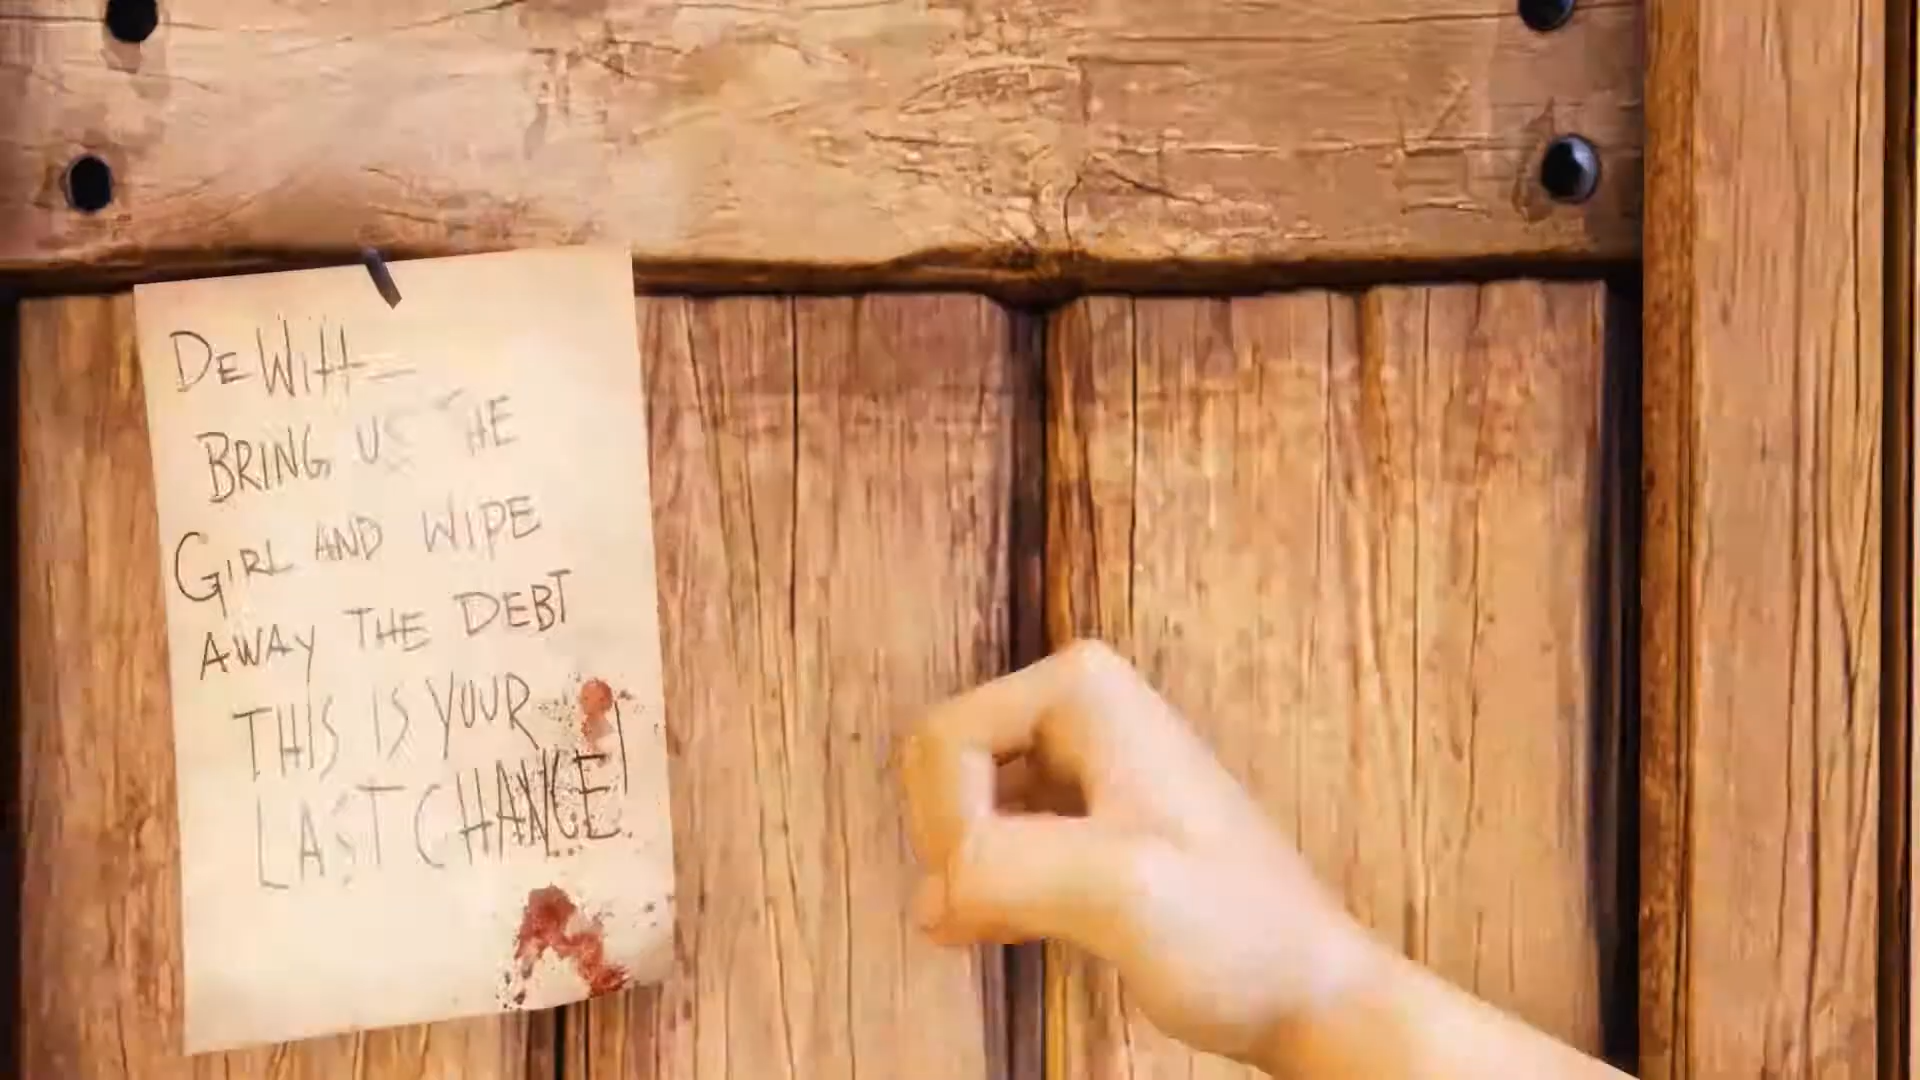 DEWITT—
BRING US THE
GIRL AND WIPE
AWAY THE DEBT
THIS IS YOUR
LAST CHANCE!